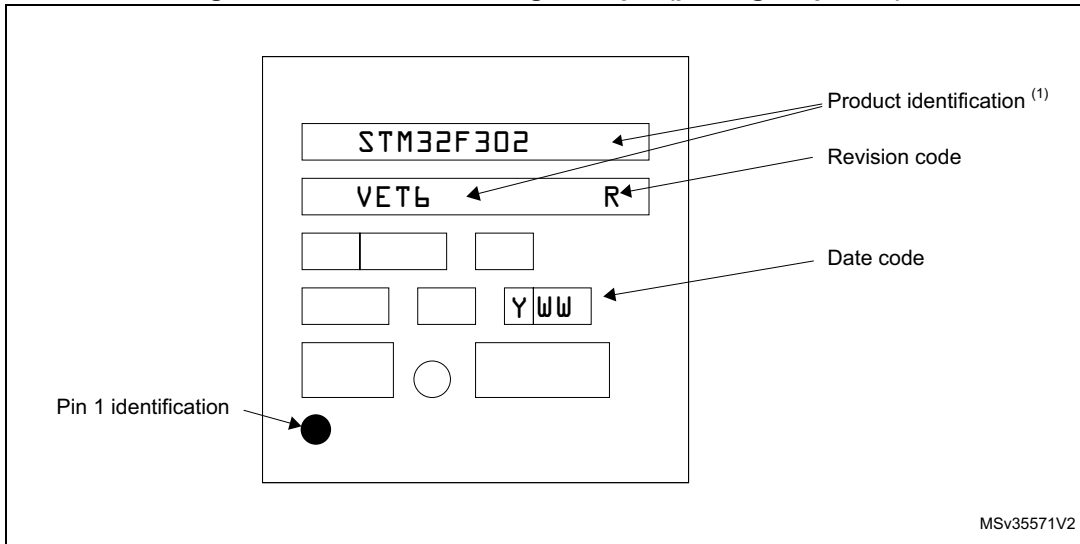 Product identification (1)
STM32F302
Revision code
VET6 R
Date code
Y WW
Pin 1 identification
MSv35571V2